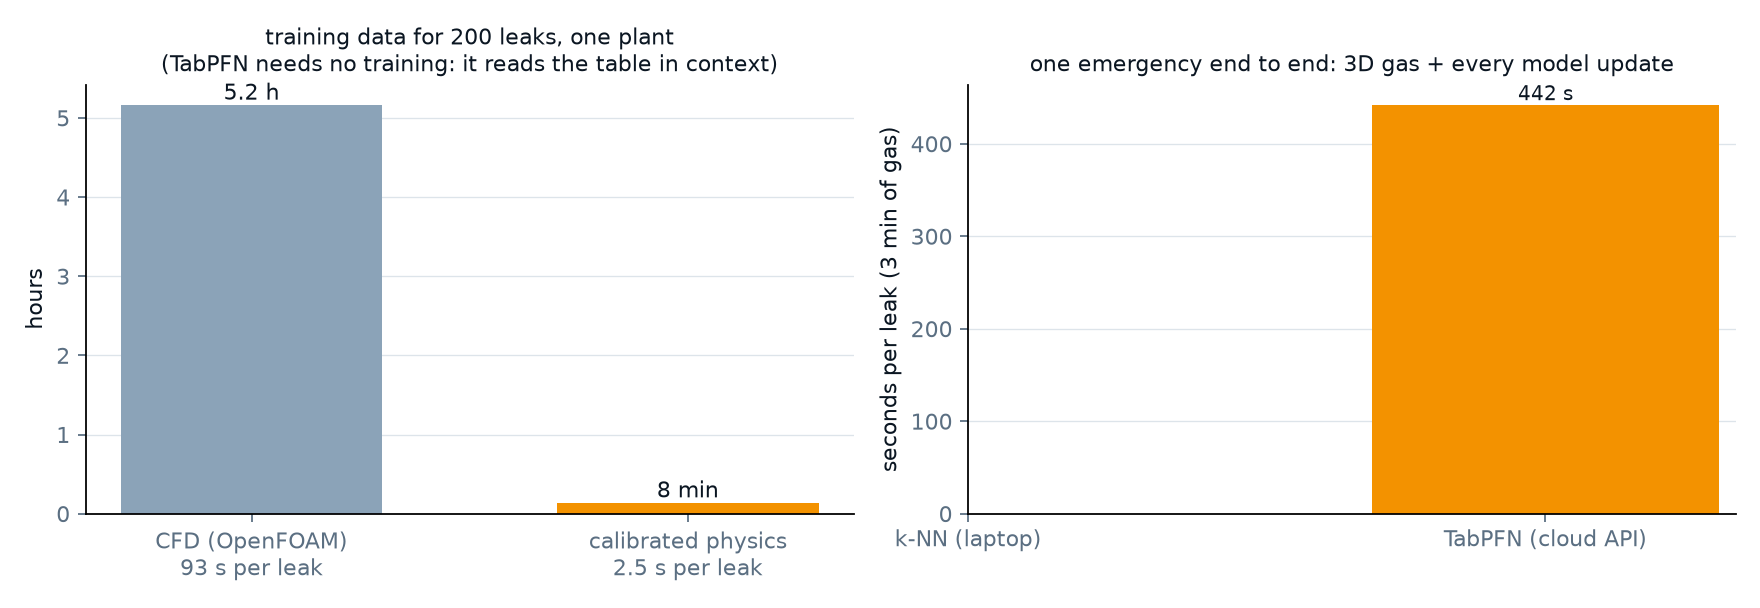 training data for 200 leaks, one plant
(TabPFN needs no training: it reads the table in context)
5.2 h
8 min
hours
5
4
3
2
1
0
CFD (OpenFOAM)
93 s per leak
calibrated physics
2.5 s per leak
one emergency end to end: 3D gas + every model update
442 s
seconds per leak (3 min of gas)
400
300
200
100
0
k-NN (laptop)
TabPFN (cloud API)